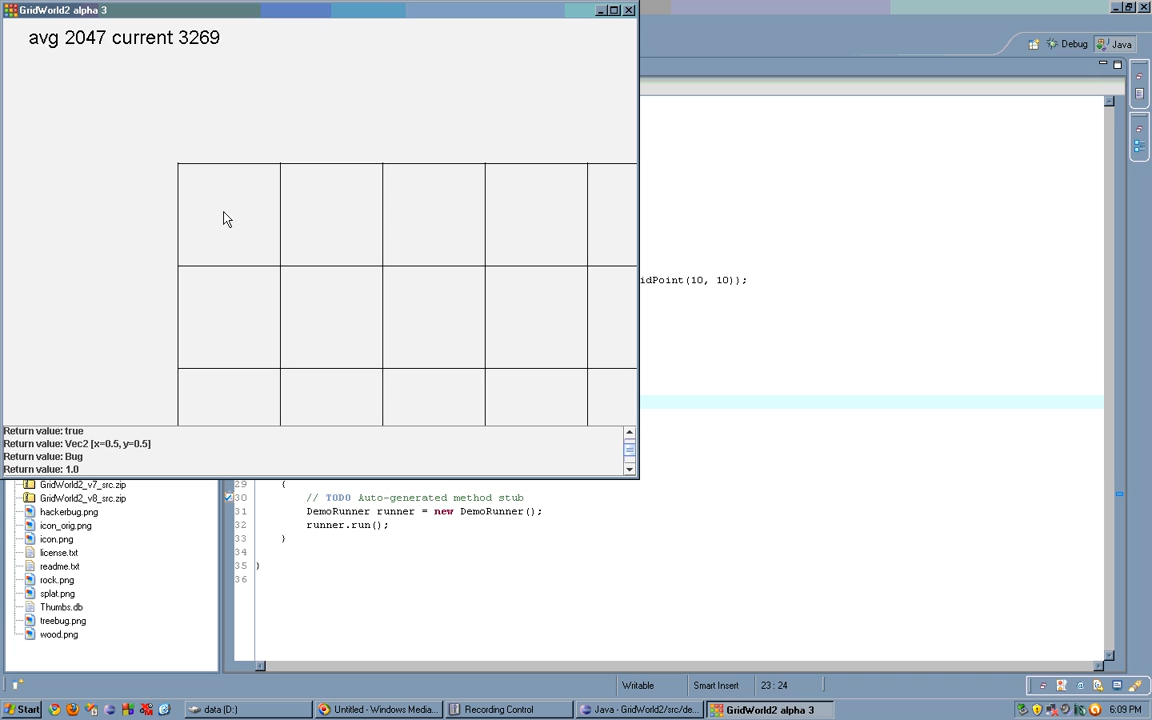 GridWorld2 alpha 3
avg 2047 current 3269
Debug
Java
idPoint(10, 10));
Return value: true
Return value: Vec2 [x=0.5, y=0.5]
Return value: Bug
Return value: 1.0
GridWorld2_v7_src.zip
GridWorld2_v8_src.zip
hackerbug.png
icon_orig.png
icon.png
license.txt
readme.txt
rock.png
splat.png
Thumbs.db
treebug.png
wood.png
29 {
30 // TODO Auto-generated method stub
31 DemoRunner runner = new DemoRunner();
32 runner.run();
33 }
34
35 }
36
Writable
Smart Insert
23 : 24
Start
data (D:)
Untitled - Windows Media...
Recording Control
Java - GridWorld2/src/de...
GridWorld2 alpha 3
6:09 PM